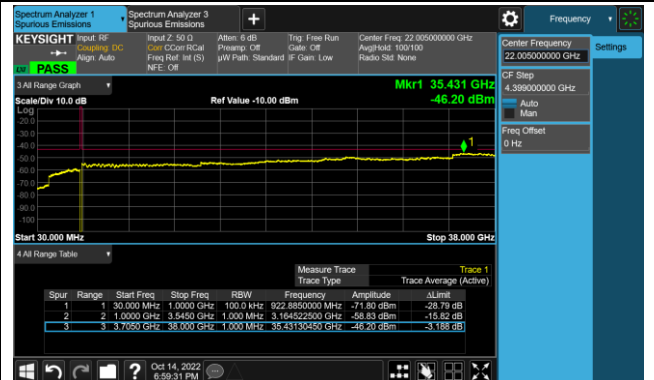 Spectrum Analyzer 1
Spurious Emissions
Spectrum Analyzer 3
Spurious Emissions
+
Frequency
KEYSIGHT
Input: RF
Coupling: DC
Align: Auto
Input Z: 50 Ω
Corr CCorr RCal
Freq Ref: Int (S)
NFE: Off
Atten: 6 dB
Preamp: Off
µW Path: Standard
Trig: Free Run
Gate: Off
IF Gain: Low
Center Freq: 22.005000000 GHz
Avg|Hold: 100/100
Radio Std: None
PASS
Center Frequency
22.005000000 GHz
Settings
CF Step
4.399000000 GHz
Auto
Man
Freq Offset
0 Hz
3 All Range Graph
Mkr1 35.431 GHz
Scale/Div 10.0 dB
Ref Value -10.00 dBm
-46.20 dBm
Log
-20.0
-30.0
-40.0
-50.0
-60.0
-70.0
-80.0
-90.0
-100
1
Start 30.000 MHz
Stop 38.000 GHz
4 All Range Table
Measure Trace Trace 1
Trace Type Trace Average (Active)
Spur Range Start Freq Stop Freq RBW Frequency Amplitude ΔLimit
1 1 30.000 MHz 1.0000 GHz 100.0 kHz 922.8850000 MHz -71.80 dBm -28.79 dB
2 2 1.0000 GHz 3.5450 GHz 1.000 MHz 3.164522500 GHz -58.83 dBm -15.82 dB
3 3 3.7050 GHz 38.000 GHz 1.000 MHz 35.43130450 GHz -46.20 dBm -3.188 dB
?
Oct 14, 2022
6:59:31 PM